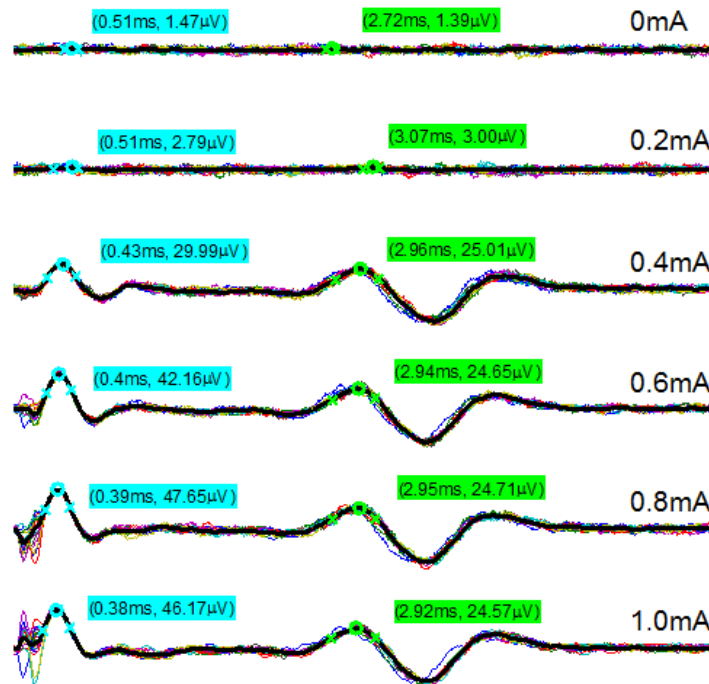 (0.51ms, 1.47µV) (2.72ms, 1.39µV) 0mA
(0.51ms, 2.79µV) (3.07ms, 3.00µV) 0.2mA
(0.43ms, 29.99µV) (2.96ms, 25.01µV) 0.4mA
(0.4ms, 42.16µV) (2.94ms, 24.65µV) 0.6mA
(0.39ms, 47.65µV) (2.95ms, 24.71µV) 0.8mA
(0.38ms, 46.17µV) (2.92ms, 24.57µV) 1.0mA